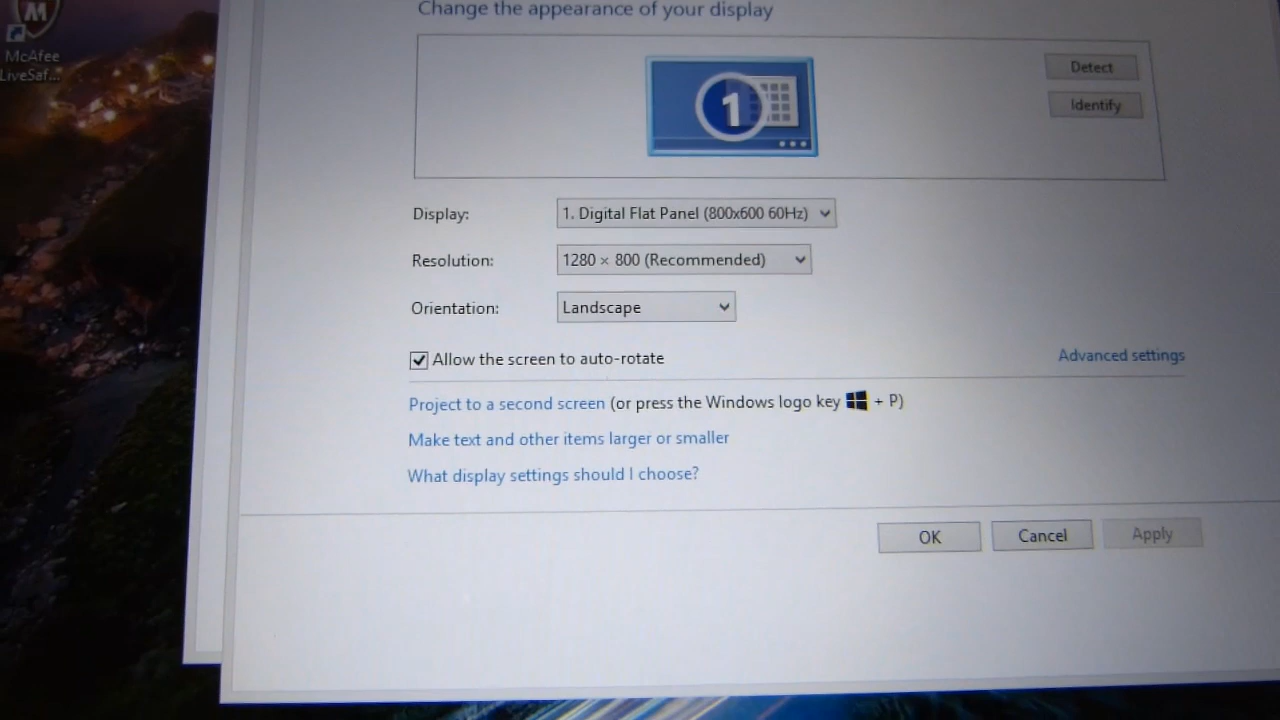 McAfee
LiveSaf...
Change the appearance of your display
1
Detect
Identify
Display: 1. Digital Flat Panel (800x600 60Hz)
Resolution: 1280 × 800 (Recommended)
Orientation: Landscape
Allow the screen to auto-rotate
Advanced settings
Project to a second screen (or press the Windows logo key + P)
Make text and other items larger or smaller
What display settings should I choose?
OK Cancel Apply